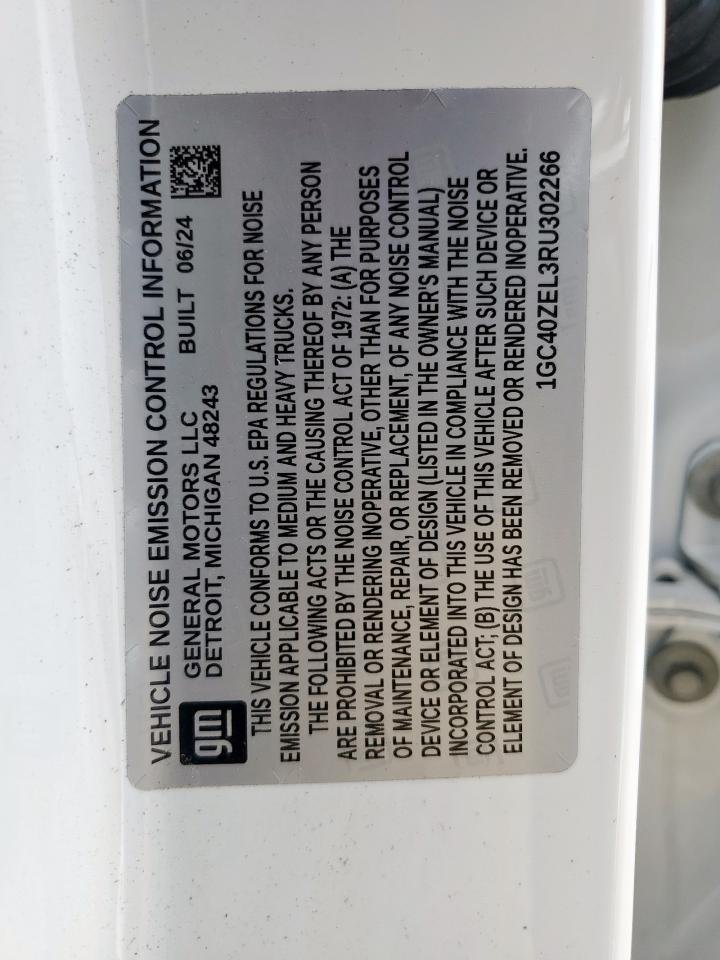 VEHICLE NOISE EMISSION CONTROL INFORMATION
gm
GENERAL MOTORS LLC
DETROIT, MICHIGAN 48243 BUILT 06/24
THIS VEHICLE CONFORMS TO U.S. EPA REGULATIONS FOR NOISE
EMISSION APPLICABLE TO MEDIUM AND HEAVY TRUCKS.
THE FOLLOWING ACTS OR THE CAUSING THEREOF BY ANY PERSON
ARE PROHIBITED BY THE NOISE CONTROL ACT OF 1972: (A) THE
REMOVAL OR RENDERING INOPERATIVE, OTHER THAN FOR PURPOSES
OF MAINTENANCE, REPAIR, OR REPLACEMENT, OF ANY NOISE CONTROL
DEVICE OR ELEMENT OF DESIGN (LISTED IN THE OWNER'S MANUAL)
INCORPORATED INTO THIS VEHICLE IN COMPLIANCE WITH THE NOISE
CONTROL ACT; (B) THE USE OF THIS VEHICLE AFTER SUCH DEVICE OR
ELEMENT OF DESIGN HAS BEEN REMOVED OR RENDERED INOPERATIVE.
1GC40ZEL3RU302266